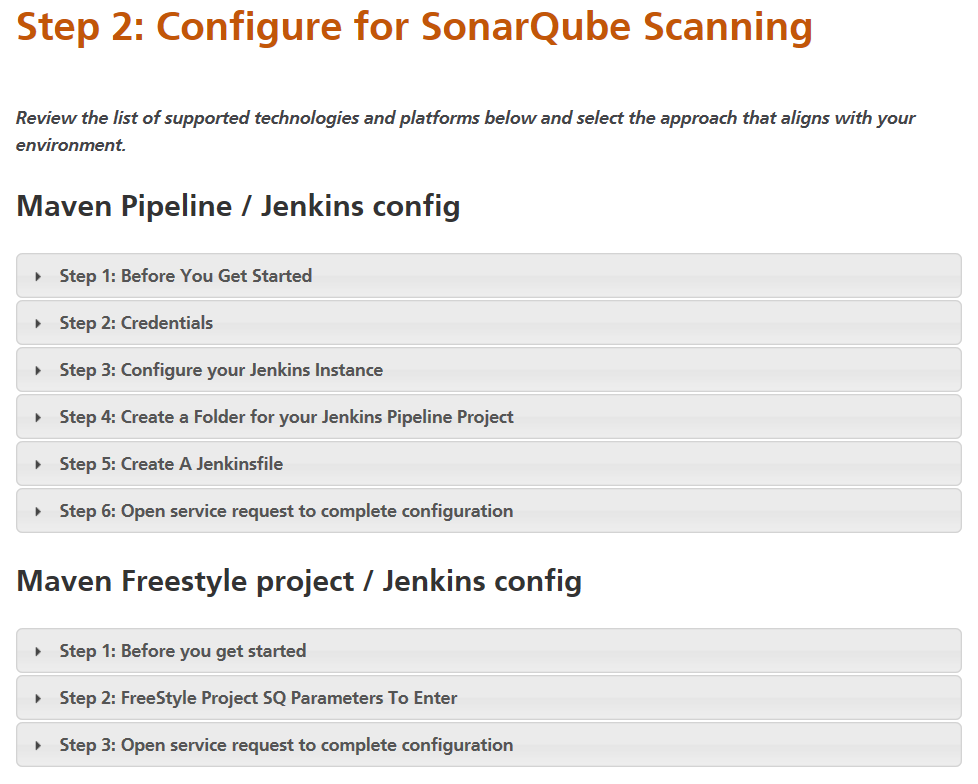 Step 2: Configure for SonarQube Scanning
Review the list of supported technologies and platforms below and select the approach that aligns with your
environment.
Maven Pipeline / Jenkins config
Step 1: Before You Get Started
Step 2: Credentials
Step 3: Configure your Jenkins Instance
Step 4: Create a Folder for your Jenkins Pipeline Project
Step 5: Create A Jenkinsfile
Step 6: Open service request to complete configuration
Maven Freestyle project / Jenkins config
Step 1: Before you get started
Step 2: FreeStyle Project SQ Parameters To Enter
Step 3: Open service request to complete configuration